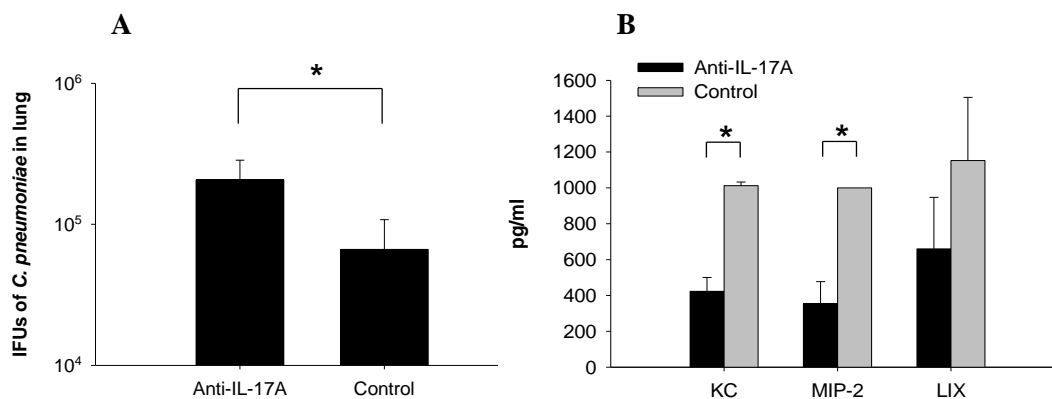 A
IFUs of C. pneumoniae in lung
10^6
10^5
10^4
*
Anti-IL-17A Control
B
Anti-IL-17A
Control
pg/ml
1600
1400
1200
1000
800
600
400
200
0
* *
KC MIP-2 LIX